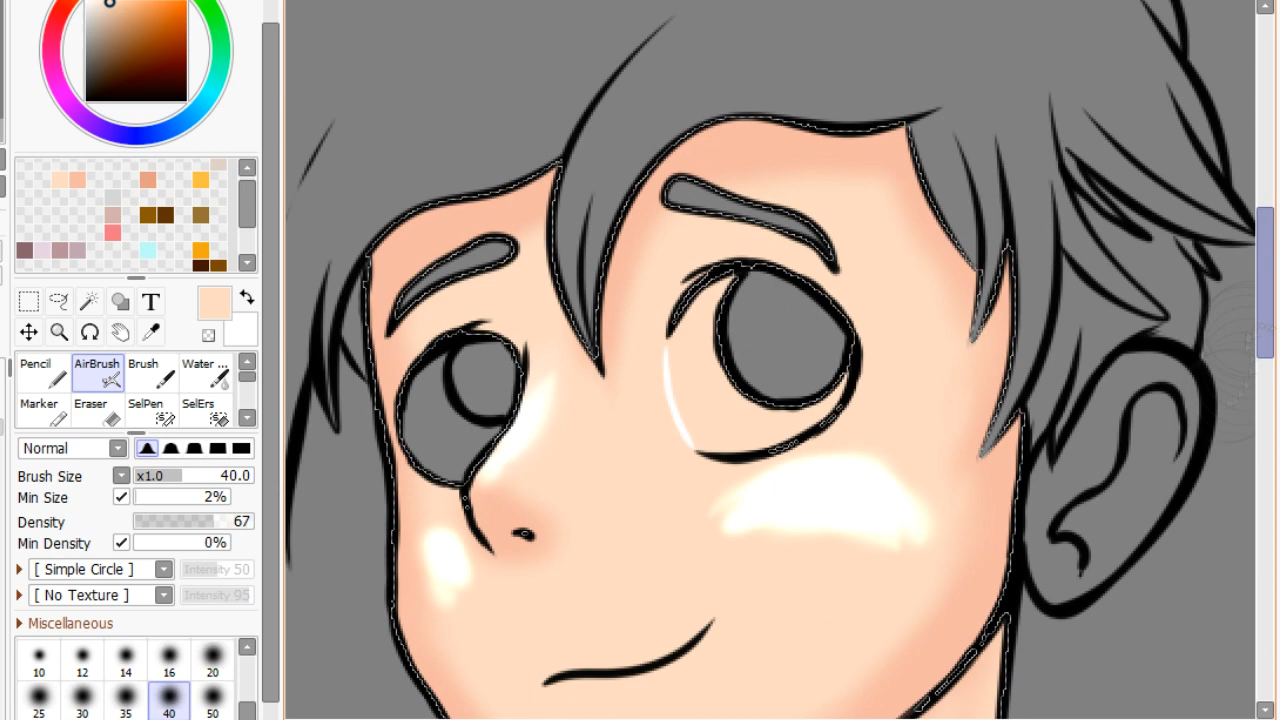 T
Pencil AirBrush Brush Water ...
Marker Eraser SelPen SelErs
Normal
Brush Size x1.0 40.0
Min Size 2%
Density 67
Min Density 0%
[ Simple Circle ] Intensity 50
[ No Texture ] Intensity 95
Miscellaneous
10 12 14 16 20
25 30 35 40 50